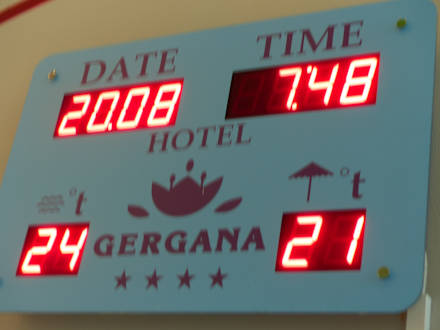 DATE TIME
20.08 7:48
HOTEL
°t °t
24 GERGANA 21